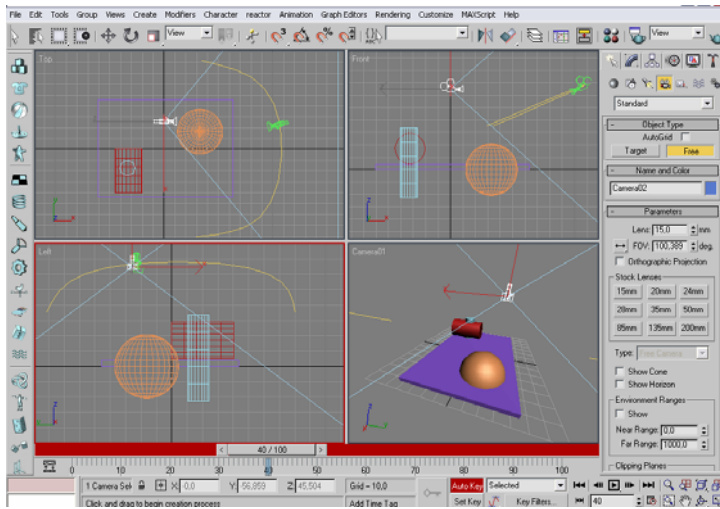 File Edit Tools Group Views Create Modifiers Character reactor Animation Graph Editors Rendering Customize MAXScript Help
View View
Top
Front
Standard
- Object Type
AutoGrid
Target Free
- Name and Color
Camera02
- Parameters
Lens: 15,0 mm
FOV: 100,389 deg.
Orthographic Projection
Stock Lenses
15mm 20mm 24mm
28mm 35mm 50mm
85mm 135mm 200mm
Type: Free Camera
Show Cone
Show Horizon
Environment Ranges
Show
Near Range: 0,0
Far Range: 1000,0
Clipping Planes
Left
Camera01
< 40 / 100 >
0 10 20 30 40 50 60 70 80 90 100
1 Camera Sel X: -0,0 Y: 56,859 Z: 45,504 Grid = 10,0 Auto Key Selected
Click and drag to begin creation process Add Time Tag Set Key Key Filters... 40